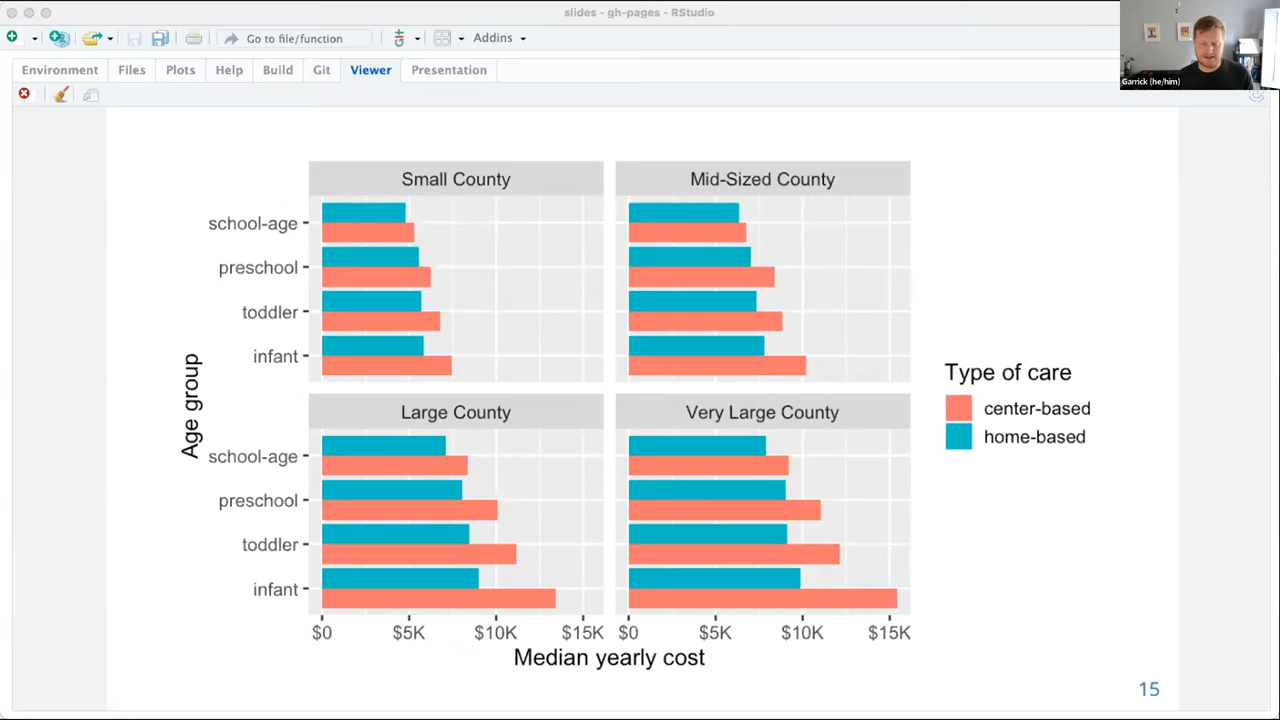 slides - gh-pages - RStudio
Go to file/function
Addins
Environment Files Plots Help Build Git Viewer Presentation
Garrick (he/him)
Small County
Mid-Sized County
school-age
preschool
toddler
infant
Large County
Very Large County
school-age
preschool
toddler
infant
$0 $5K $10K $15K $0 $5K $10K $15K
Median yearly cost
Age group
Type of care
center-based
home-based
15